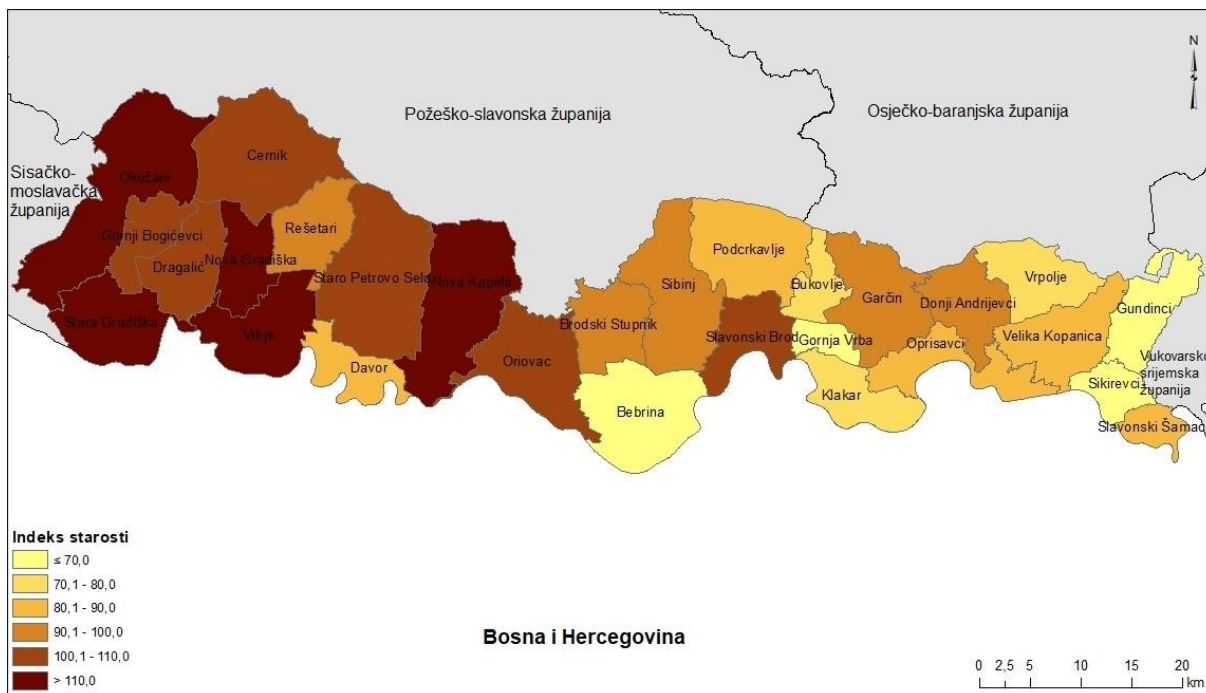 N
Požeško-slavonska županija
Osječko-baranjska županija
Sisačko-
moslavačka
županija
Cernik
Okučani
Gornji Bogićevci
Rešetari
Nova Gradiška
Dragalić
Staro Petrovo Selo
Nova Kapela
Stara Gradiška
Vrbje
Davor
Oriovac
Brodski Stupnik
Sibinj
Podcrkavlje
Bukovlje
Garčin
Donji Andrijevci
Vrpolje
Gundinci
Velika Kopanica
Slavonski Brod
Gornja Vrba
Oprisavci
Vukovarsko
srijemska
županija
Sikirevci
Klakar
Bebrina
Slavonski Šamac
Indeks starosti
≤ 70,0
70,1 - 80,0
80,1 - 90,0
90,1 - 100,0
100,1 - 110,0
> 110,0
Bosna i Hercegovina
0 2,5 5 10 15 20
km